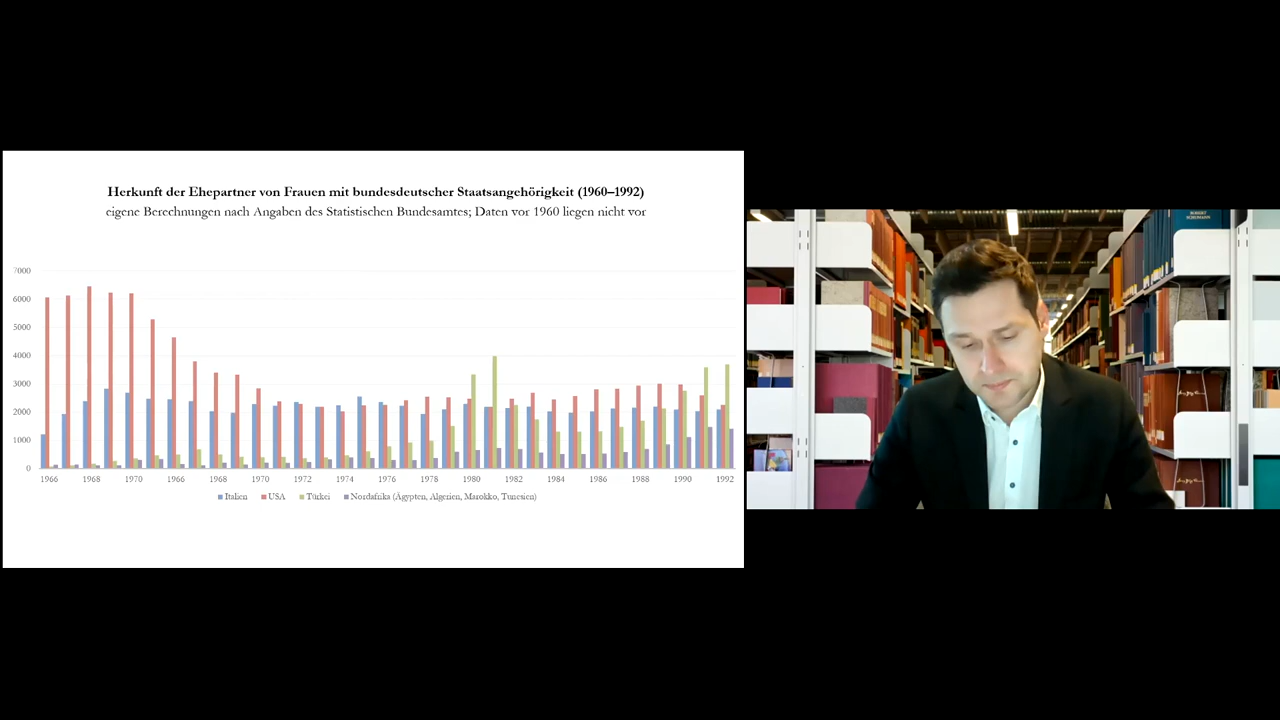 Herkunft der Ehepartner von Frauen mit bundesdeutscher Staatsangehörigkeit (1960–1992)
eigene Berechnungen nach Angaben des Statistischen Bundesamtes; Daten vor 1960 liegen nicht vor
7000
6000
5000
4000
3000
2000
1000
0
1966 1968 1970 1974 1966 1968 1970 1972 1974 1976 1978 1980 1982 1984 1986 1988 1990 1992
Italien USA Türkei Nordafrika (Ägypten, Algerien, Marokko, Tunesien)